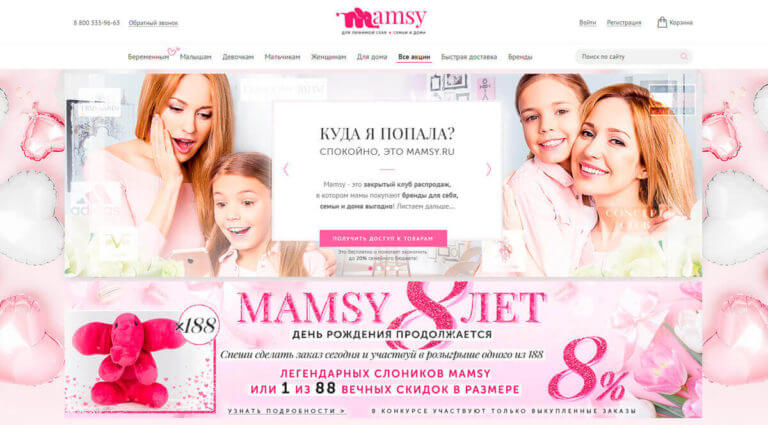 8 800 333-96-63
Обратный звонок
Mamsy
ДЛЯ ЛЮБИМОЙ СЕБЯ И СЕМЬИ И ДОМА
Войти
Регистрация
Корзина
Беременным
Малышам
Девочкам
Мальчикам
Женщинам
Для дома
Все акции
Быстрая доставка
Бренды
Поиск по сайту
adidas
КУДА Я ПОПАЛА?
СПОКОЙНО, ЭТО MAMSY.RU
Mamsy - это закрытый клуб распродаж,
в котором мамы покупают бренды для себя,
семьи и дома выгодно! Листаем дальше...
ПОЛУЧИТЬ ДОСТУП К ТОВАРАМ
Это бесплатно и помогает экономить
до 20% семейного бюджета!
CONCEPT
CLUB
×188
MAMSY 8 ЛЕТ
ДЕНЬ РОЖДЕНИЯ ПРОДОЛЖАЕТСЯ
Спеши сделать заказ сегодня и участвуй в розыгрыше одного из 188
ЛЕГЕНДАРНЫХ СЛОНИКОВ MAMSY
ИЛИ 1 ИЗ 88 ВЕЧНЫХ СКИДОК В РАЗМЕРЕ
8%
УЗНАТЬ ПОДРОБНОСТИ >
В КОНКУРСЕ УЧАСТВУЮТ ТОЛЬКО ВЫКУПЛЕННЫЕ ЗАКАЗЫ